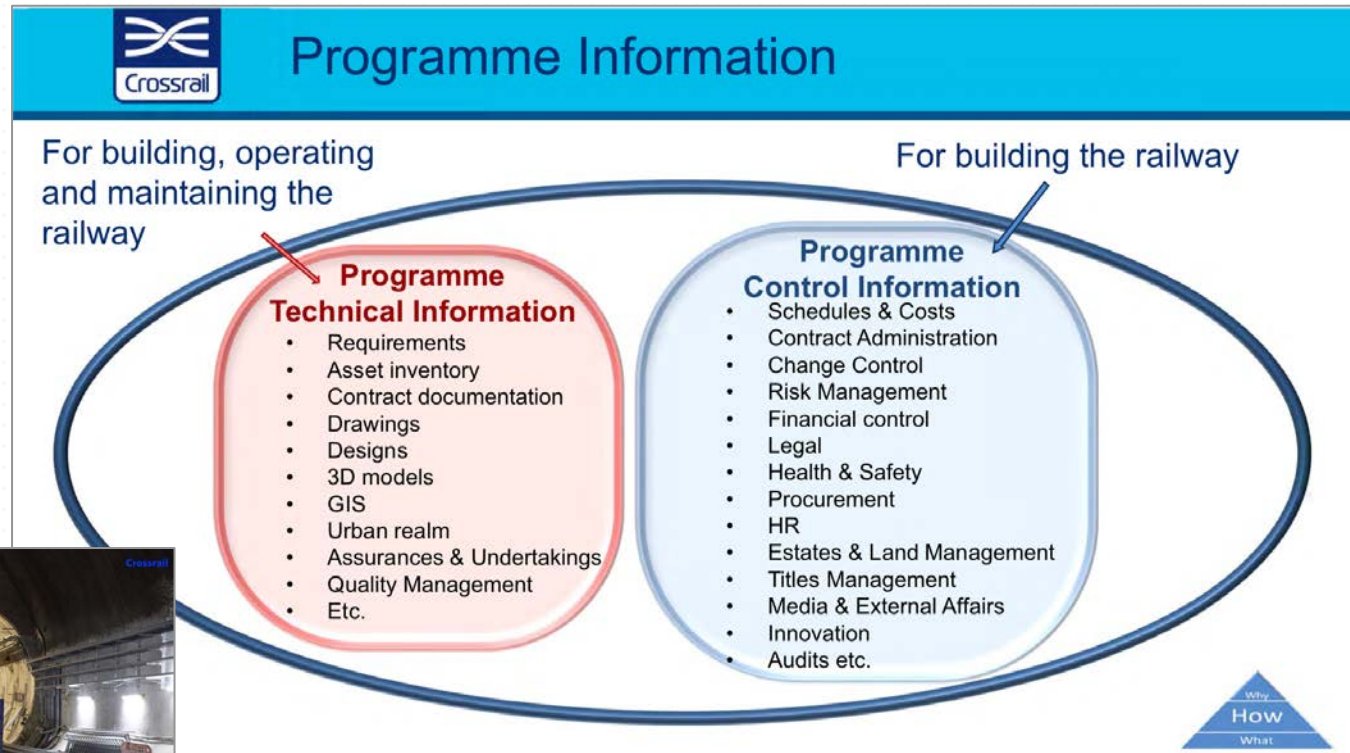 Crossrail
Programme Information
For building, operating
and maintaining the
railway
For building the railway
Programme
Technical Information
• Requirements
• Asset inventory
• Contract documentation
• Drawings
• Designs
• 3D models
• GIS
• Urban realm
• Assurances & Undertakings
• Quality Management
• Etc.
Programme
Control Information
• Schedules & Costs
• Contract Administration
• Change Control
• Risk Management
• Financial control
• Legal
• Health & Safety
• Procurement
• HR
• Estates & Land Management
• Titles Management
• Media & External Affairs
• Innovation
• Audits etc.
Crossrail
Why
How
What